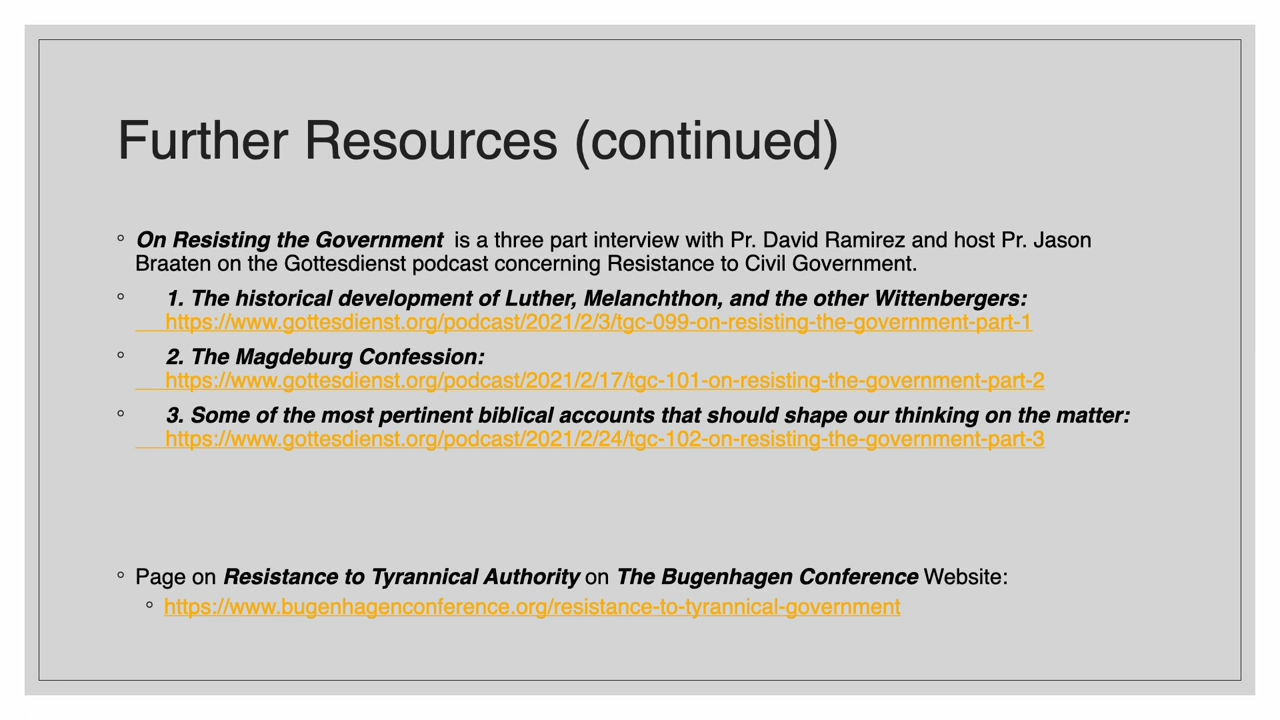 Further Resources (continued)
◦ On Resisting the Government is a three part interview with Pr. David Ramirez and host Pr. Jason
Braaten on the Gottesdienst podcast concerning Resistance to Civil Government.
◦ 1. The historical development of Luther, Melanchthon, and the other Wittenbergers:
https://www.gottesdienst.org/podcast/2021/2/3/tgc-099-on-resisting-the-government-part-1
◦ 2. The Magdeburg Confession:
https://www.gottesdienst.org/podcast/2021/2/17/tgc-101-on-resisting-the-government-part-2
◦ 3. Some of the most pertinent biblical accounts that should shape our thinking on the matter:
https://www.gottesdienst.org/podcast/2021/2/24/tgc-102-on-resisting-the-government-part-3
◦ Page on Resistance to Tyrannical Authority on The Bugenhagen Conference Website:
◦ https://www.bugenhagenconference.org/resistance-to-tyrannical-government